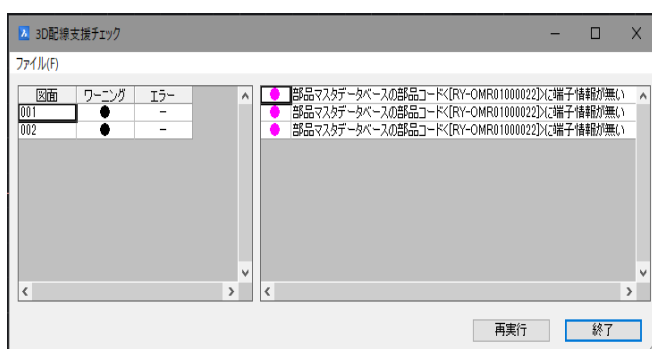 3D配線支援チェック
ファイル(F)
図面 ワーニング エラー
001 ● -
002 ● -
● 部品マスタデータベースの部品コード<[RY-OMR01000022]>に端子情報が無い
● 部品マスタデータベースの部品コード<[RY-OMR01000022]>に端子情報が無い
● 部品マスタデータベースの部品コード<[RY-OMR01000022]>に端子情報が無い
再実行 終了